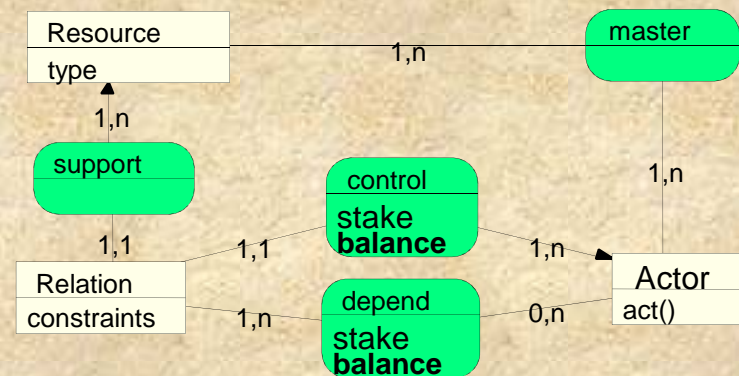 Resource
type
master
1,n
1,n
support
1,n
control
stake
balance
1,1
1,1
1,n
Relation
constraints
Actor
act()
depend
stake
balance
1,n
0,n